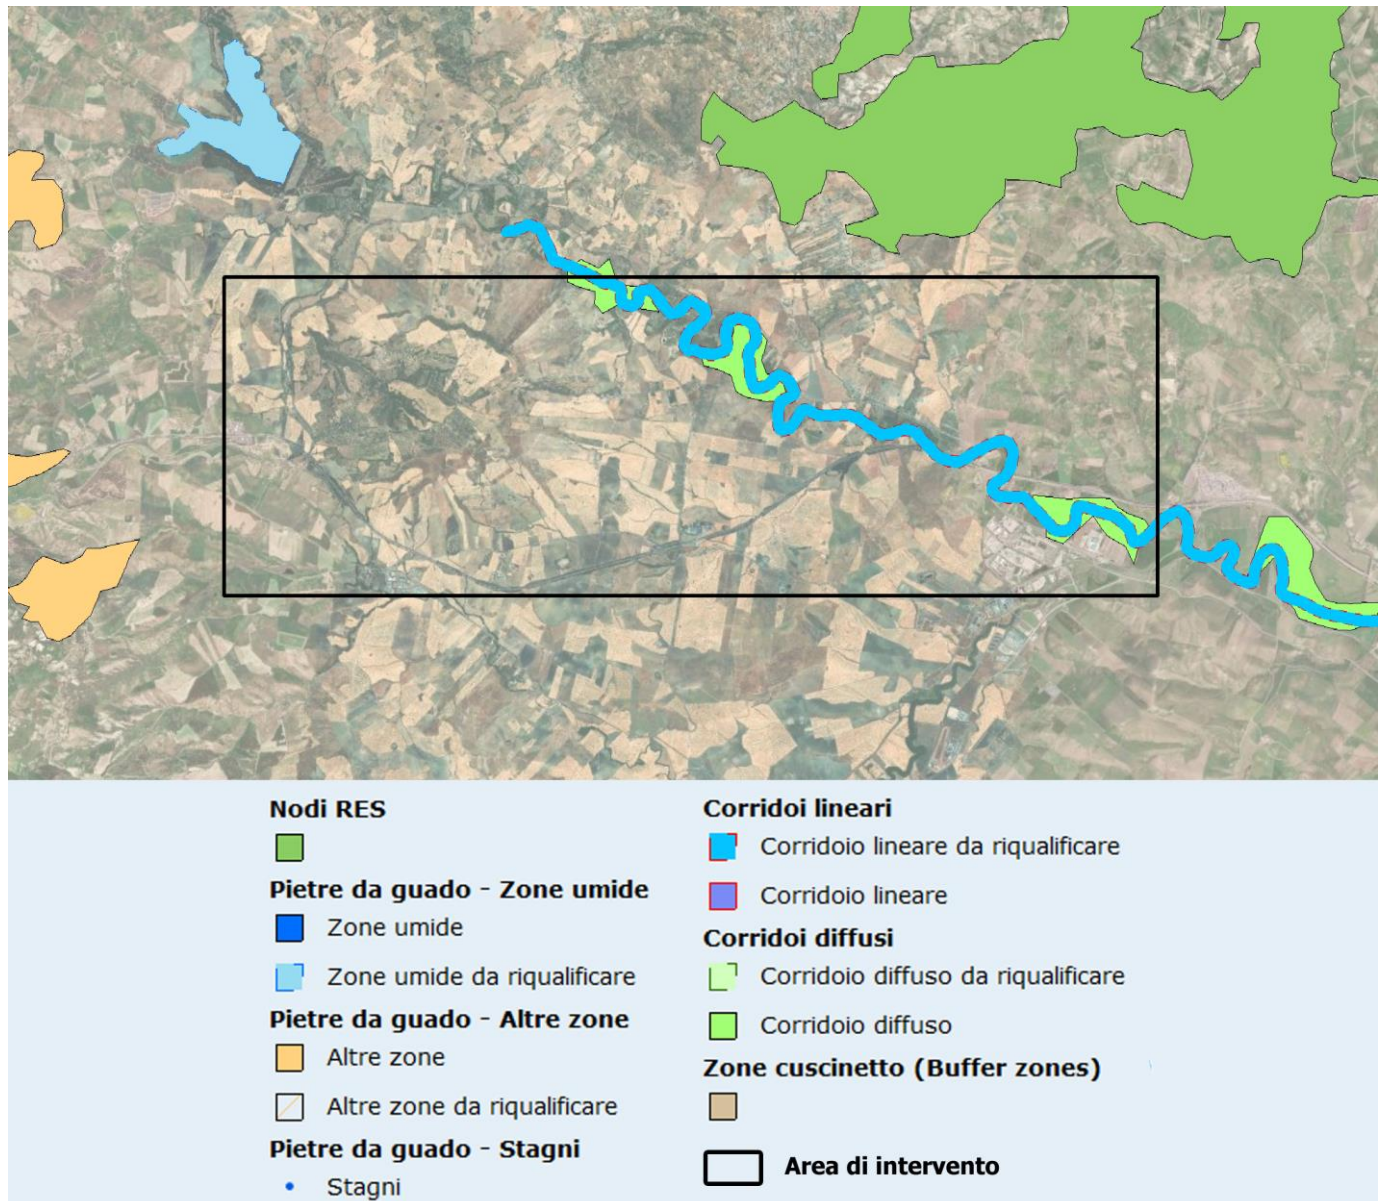 Nodi RES
Pietre da guado - Zone umide
Zone umide
Zone umide da riqualificare
Pietre da guado - Altre zone
Altre zone
Altre zone da riqualificare
Pietre da guado - Stagni
Stagni
Corridoi lineari
Corridoio lineare da riqualificare
Corridoio lineare
Corridoi diffusi
Corridoio diffuso da riqualificare
Corridoio diffuso
Zone cuscinetto (Buffer zones)
Area di intervento